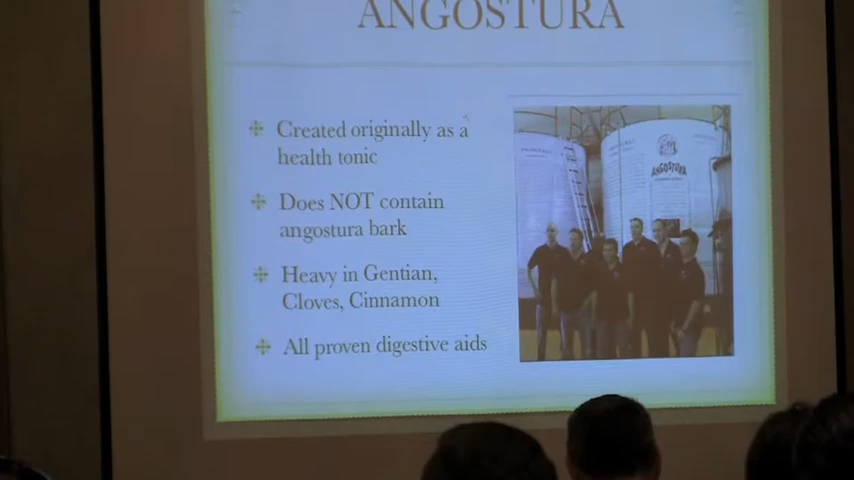 ANGOSTURA
Created originally as a
health tonic
Does NOT contain
angostura bark
Heavy in Gentian,
Cloves, Cinnamon
All proven digestive aids
ANGOSTURA